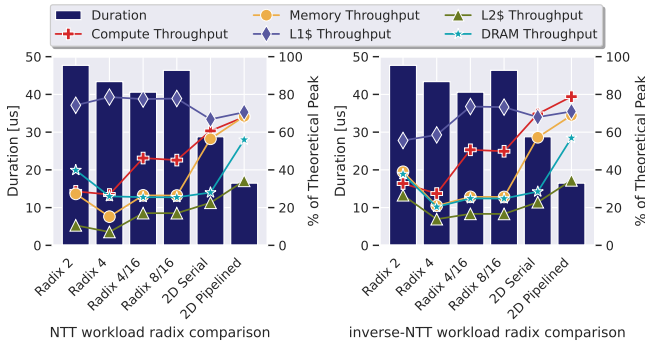 Duration
Memory Throughput
L2$ Throughput
Compute Throughput
L1$ Throughput
DRAM Throughput
Duration [us]
50
40
30
20
10
0
100
80
60
40
20
0
% of Theoretical Peak
Radix 2
Radix 4
Radix 4/16
Radix 8/16
2D Serial
2D Pipelined
NTT workload radix comparison
Duration [us]
50
40
30
20
10
0
100
80
60
40
20
0
% of Theoretical Peak
Radix 2
Radix 4
Radix 4/16
Radix 8/16
2D Serial
2D Pipelined
inverse-NTT workload radix comparison